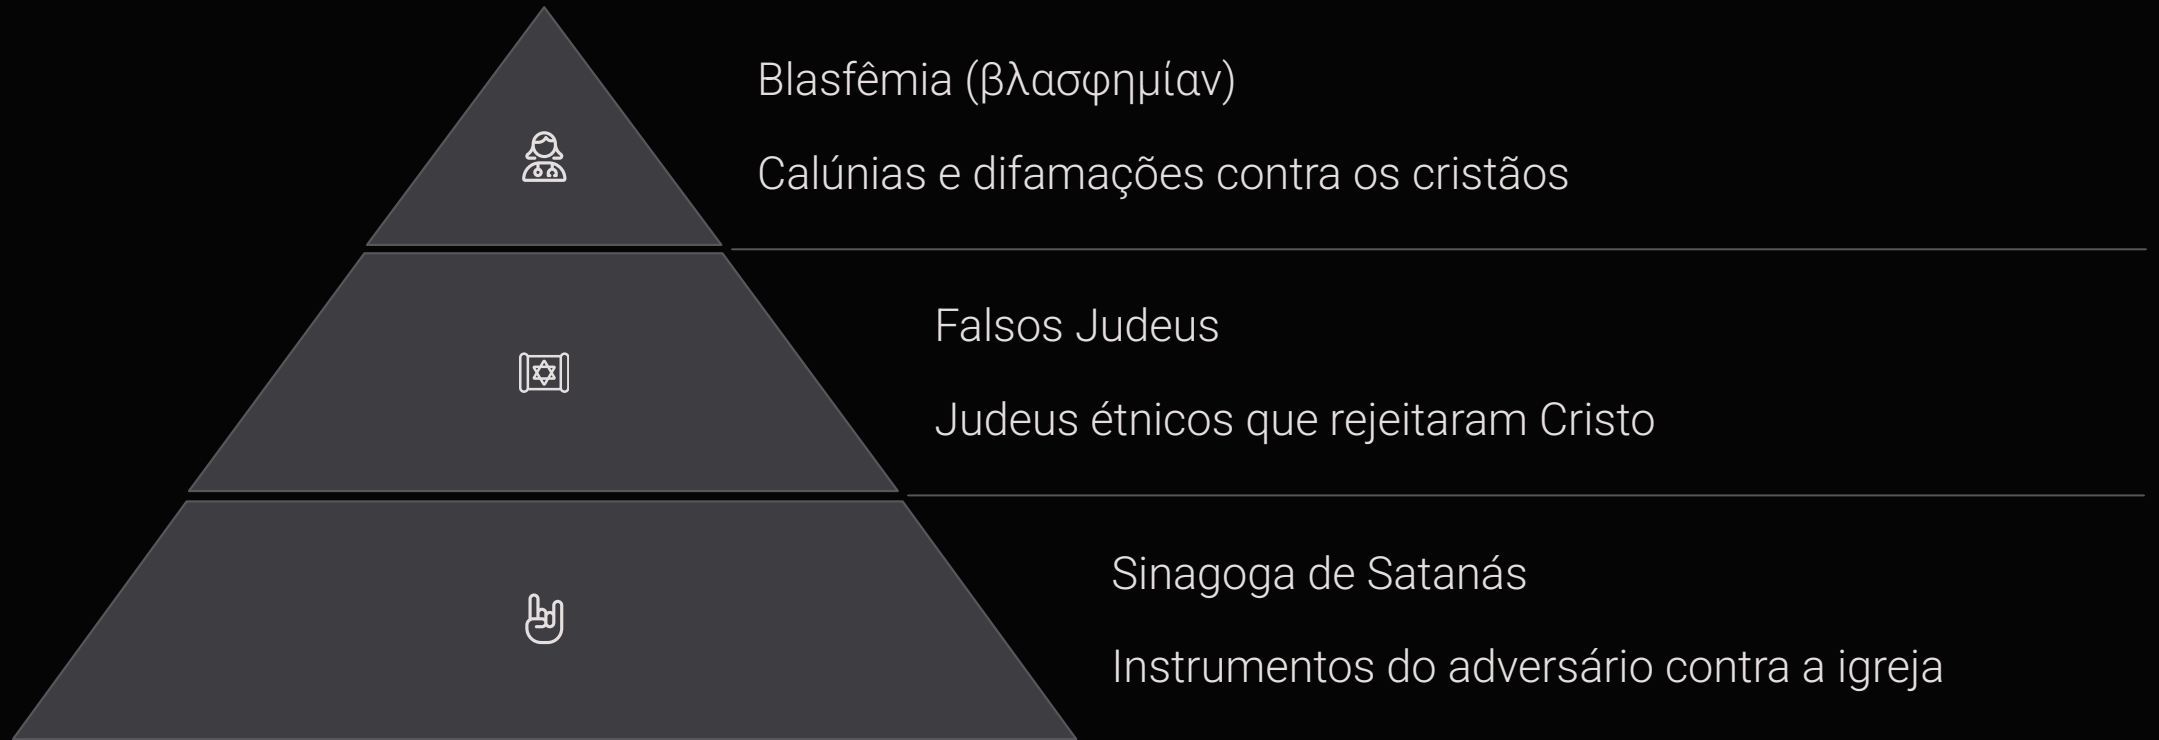 Blasfêmia (βλασφημίαν)
Calúnias e difamações contra os cristãos
Falsos Judeus
Judeus étnicos que rejeitaram Cristo
Sinagoga de Satanás
Instrumentos do adversário contra a igreja